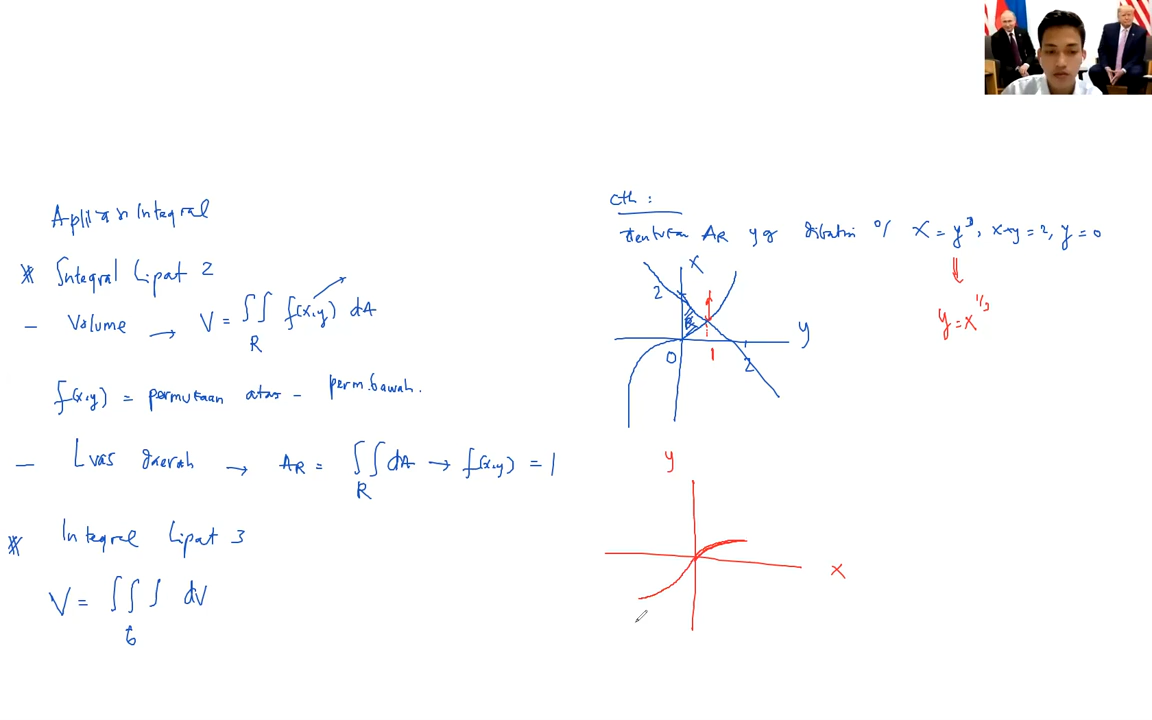 Aplikasi Integral
* Integral Lipat 2
- Volume → V = ∬ f(x,y) dA
R
f(x,y) = permukaan atas - perm. bawah.
- Luas daerah → AR = ∬ dA → f(x,y) = 1
R
* Integral Lipat 3
V = ∭ dV
G
Cth :
Tentukan AR yg dibatasi o/ x = y³, x+y = 2, y = 0
⇓
y = x^1/3
x
2
R
y
0
1
2
y
x